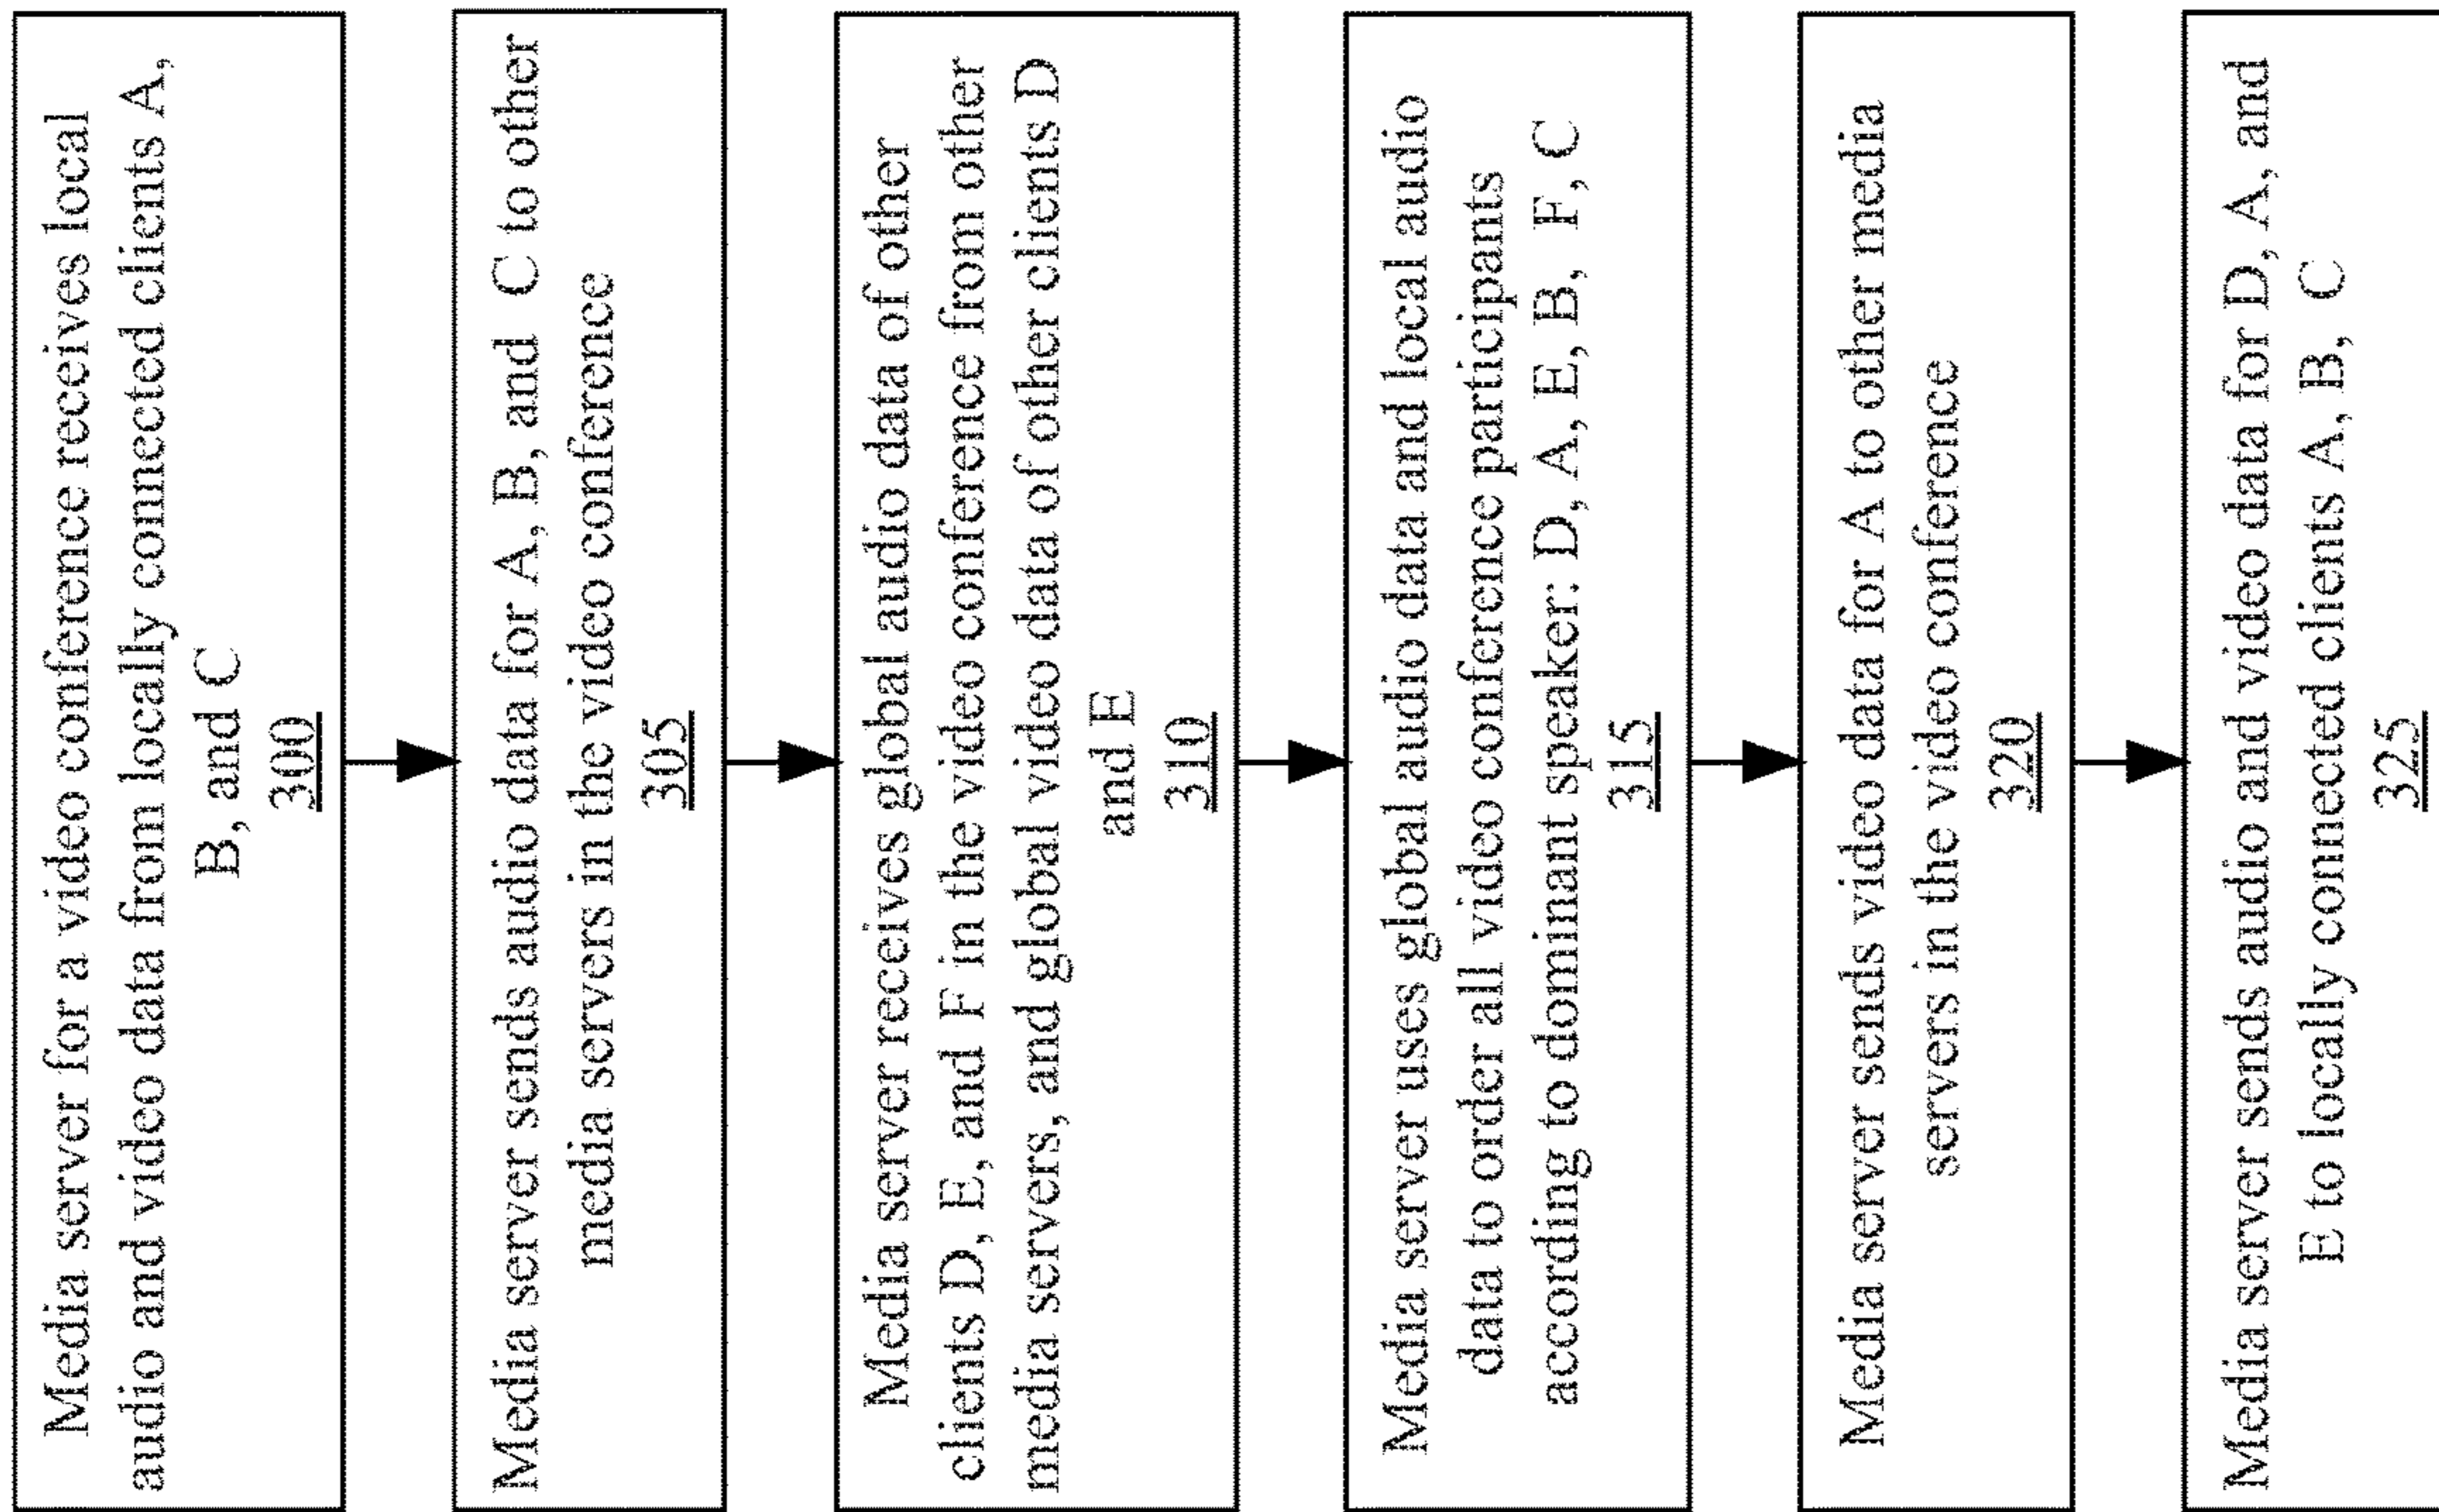 Media server for a video conference receives local
audio and video data from locally connected clients A,
B, and C
300
Media server sends audio data for A, B, and C to other
media servers in the video conference
305
Media server receives global audio data of other
clients D, E, and F in the video conference from other
media servers, and global video data of other clients D
and E
310
Media server uses global audio data and local audio
data to order all video conference participants
according to dominant speaker: D, A, E, B, F, C
315
Media server sends video data for A to other media
servers in the video conference
320
Media server sends audio and video data for D, A, and
E to locally connected clients A, B, C
325